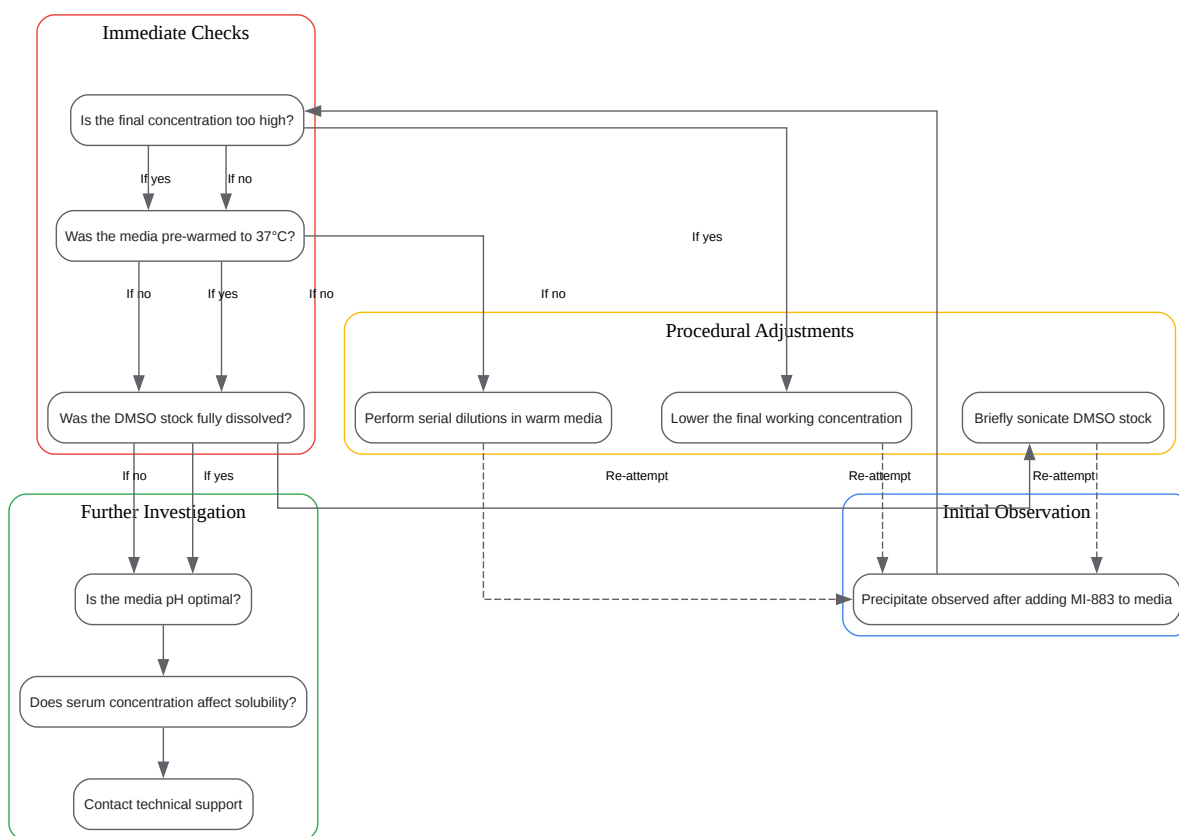 Immediate Checks
Is the final concentration too high?
If yes
If no
Was the media pre-warmed to 37°C?
If yes
If no
If yes
If no
If no
Procedural Adjustments
Was the DMSO stock fully dissolved?
Perform serial dilutions in warm media
Lower the final working concentration
Briefly sonicate DMSO stock
If no
If yes
Re-attempt
Re-attempt
Re-attempt
Further Investigation
Initial Observation
Is the media pH optimal?
Precipitate observed after adding MI-883 to media
Does serum concentration affect solubility?
Contact technical support